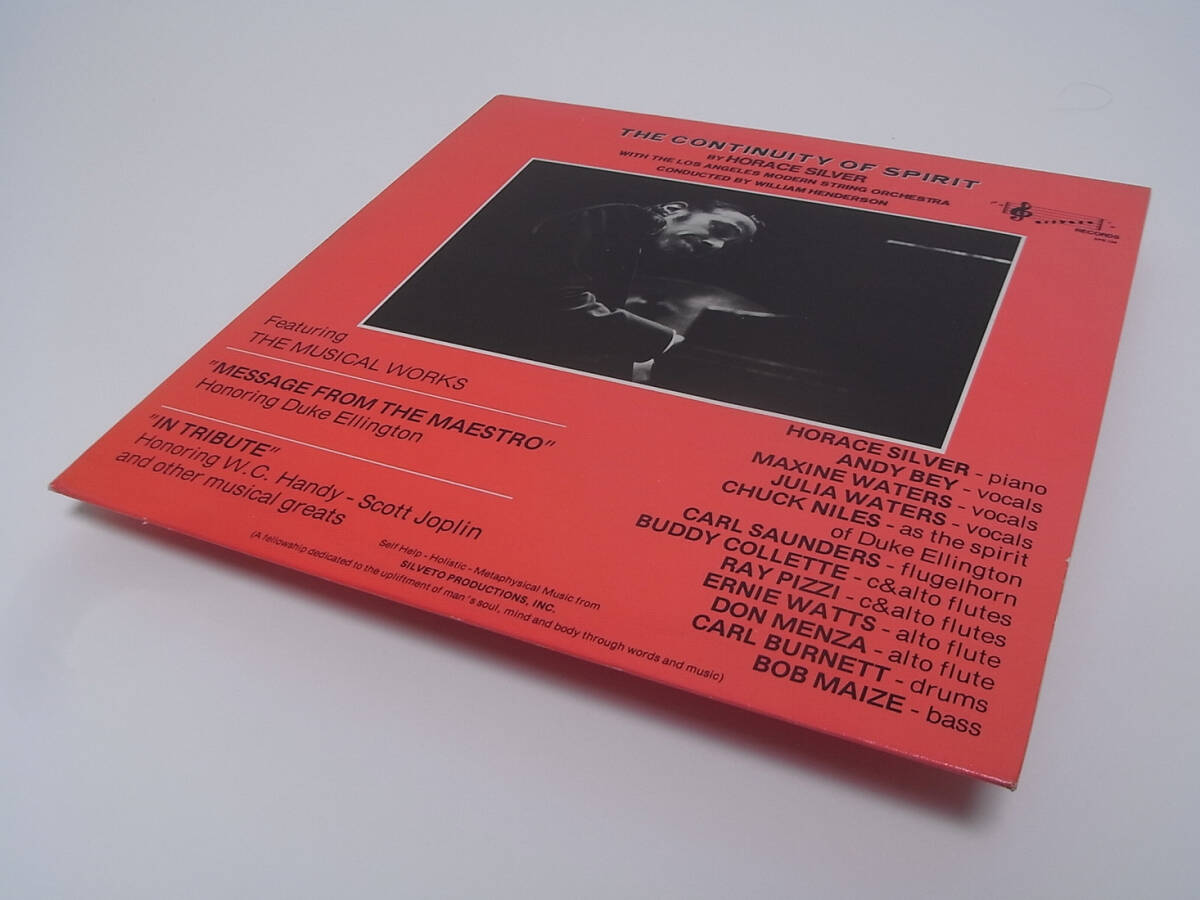 THE CONTINUITY OF SPIRIT
BY HORACE SILVER
WITH THE LOS ANGELES MODERN STRING ORCHESTRA
CONDUCTED BY WILLIAM HENDERSON
RECORDS
Featuring
THE MUSICAL WORKS
"MESSAGE FROM THE MAESTRO"
Honoring Duke Ellington
"IN TRIBUTE"
Honoring W.C. Handy - Scott Joplin
and other musical greats
Self Help - Holistic - Metaphysical Music from
SILVETO PRODUCTIONS, INC.
(A fellowship dedicated to the upliftment of man's soul, mind and body through words and music)
HORACE SILVER - piano
ANDY BEY - vocals
MAXINE WATERS - vocals
JULIA WATERS - vocals
CHUCK NILES - as the spirit
of Duke Ellington
CARL SAUNDERS - flugelhorn
BUDDY COLLETTE - c&alto flutes
RAY PIZZI - c&alto flutes
ERNIE WATTS - alto flute
DON MENZA - alto flute
CARL BURNETT - drums
BOB MAIZE - bass